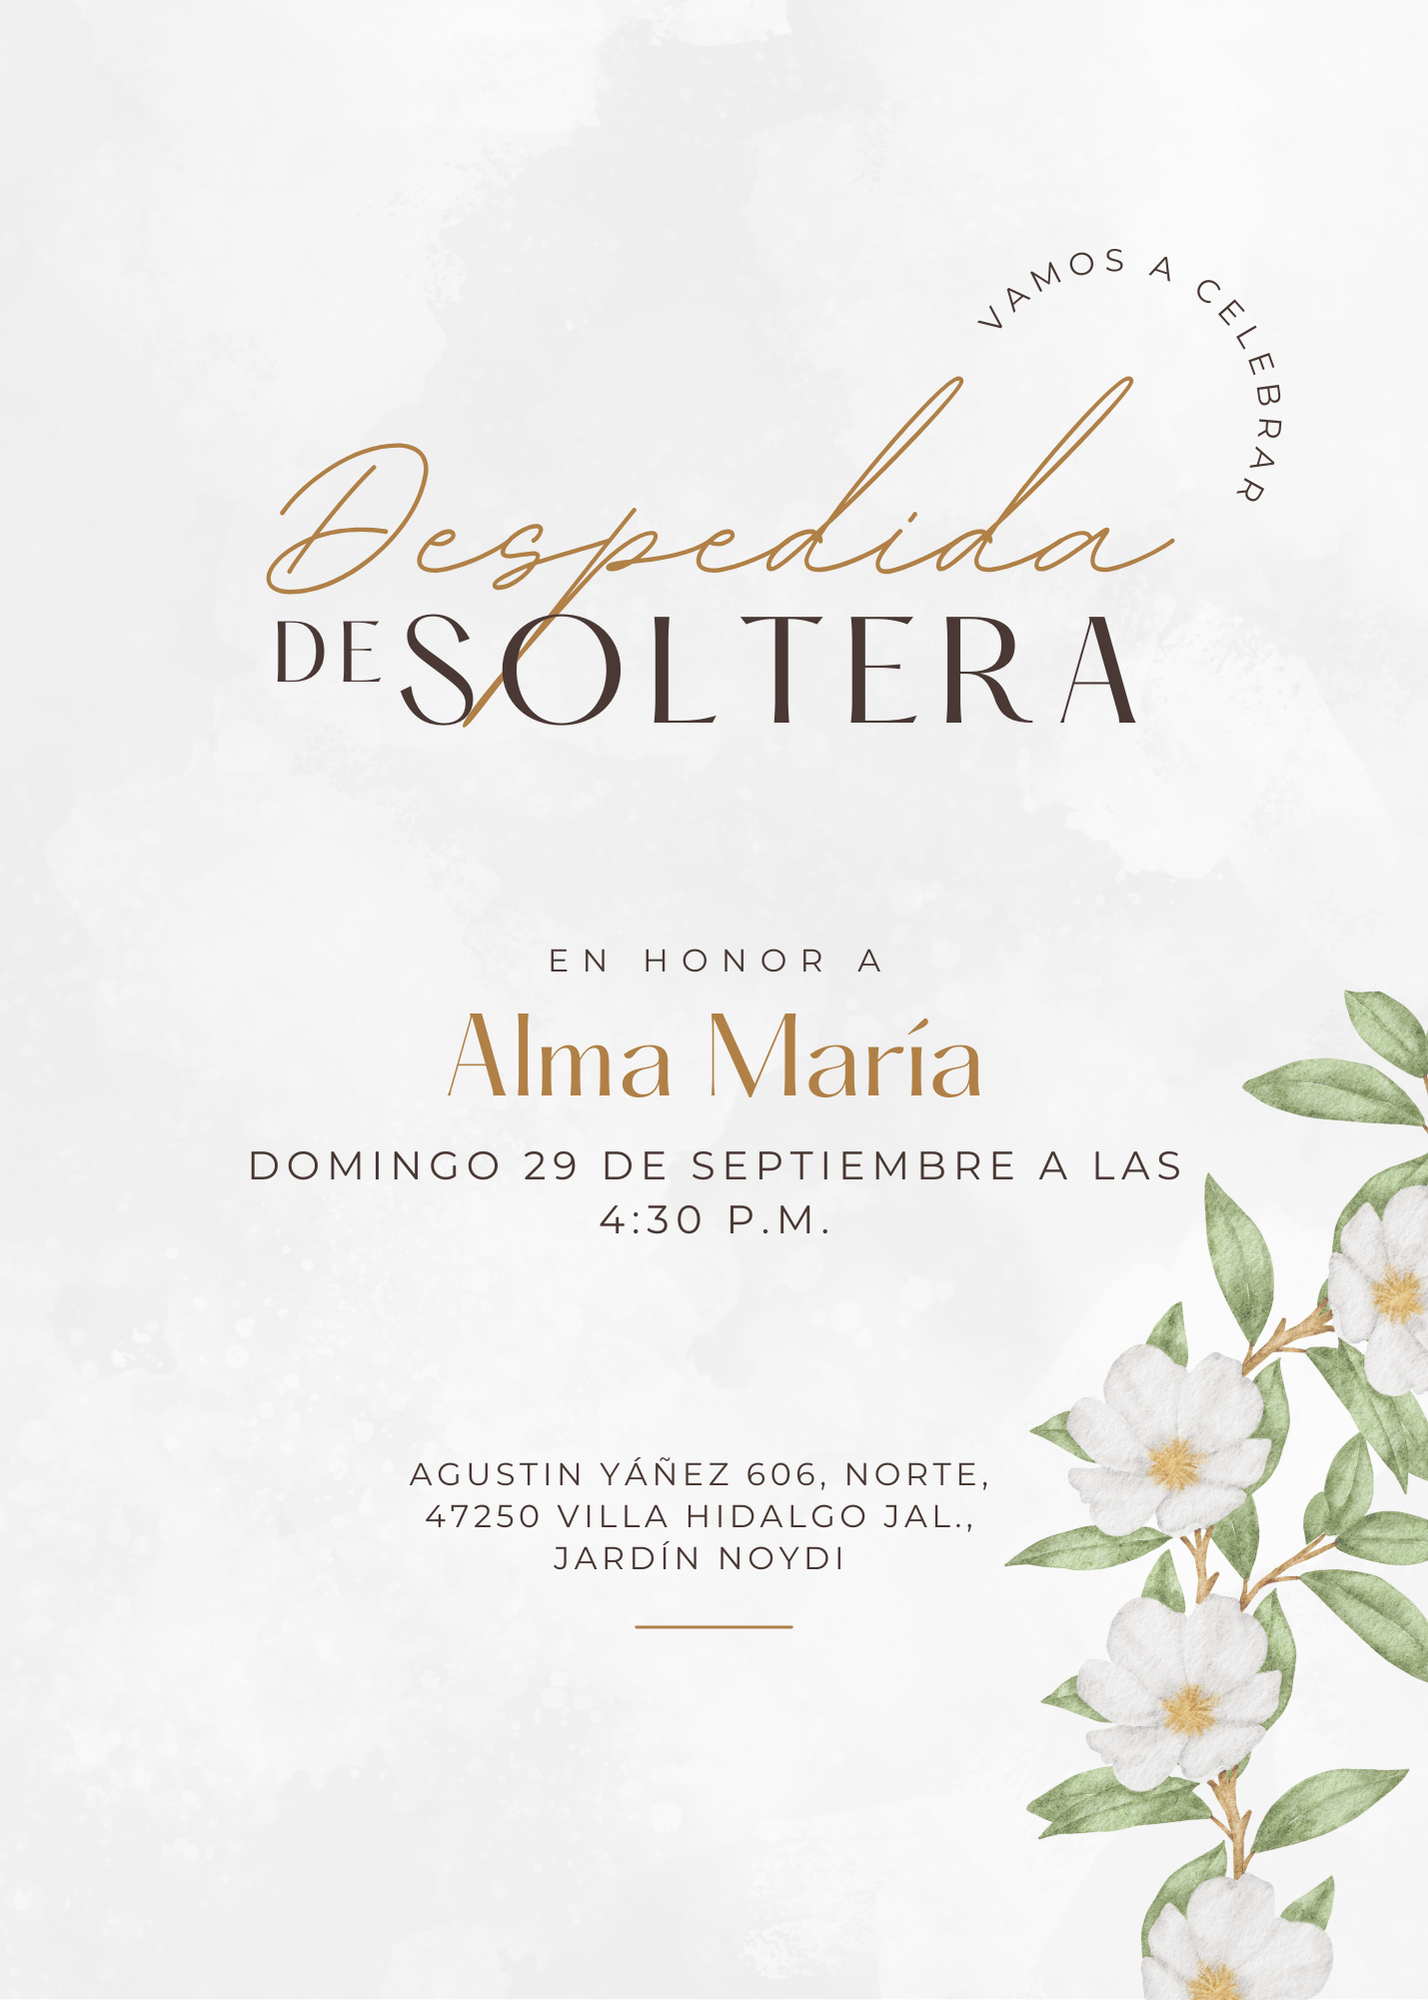 VAMOS A CELEBRAR
Despedida
DE SOLTERA
EN HONOR A
Alma María
DOMINGO 29 DE SEPTIEMBRE A LAS
4:30 P.M.
AGUSTIN YÁÑEZ 606, NORTE,
47250 VILLA HIDALGO JAL.,
JARDÍN NOYDI